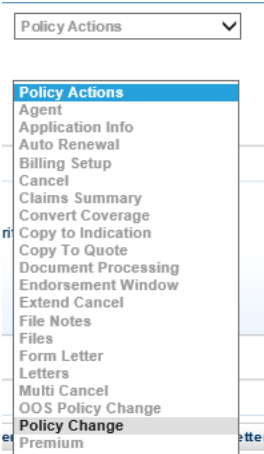 Policy Actions
Policy Actions
Agent
Application Info
Auto Renewal
Billing Setup
Cancel
Claims Summary
Convert Coverage
Copy to Indication
Copy To Quote
Document Processing
Endorsement Window
Extend Cancel
File Notes
Files
Form Letter
Letters
Multi Cancel
OOS Policy Change
Policy Change
Premium